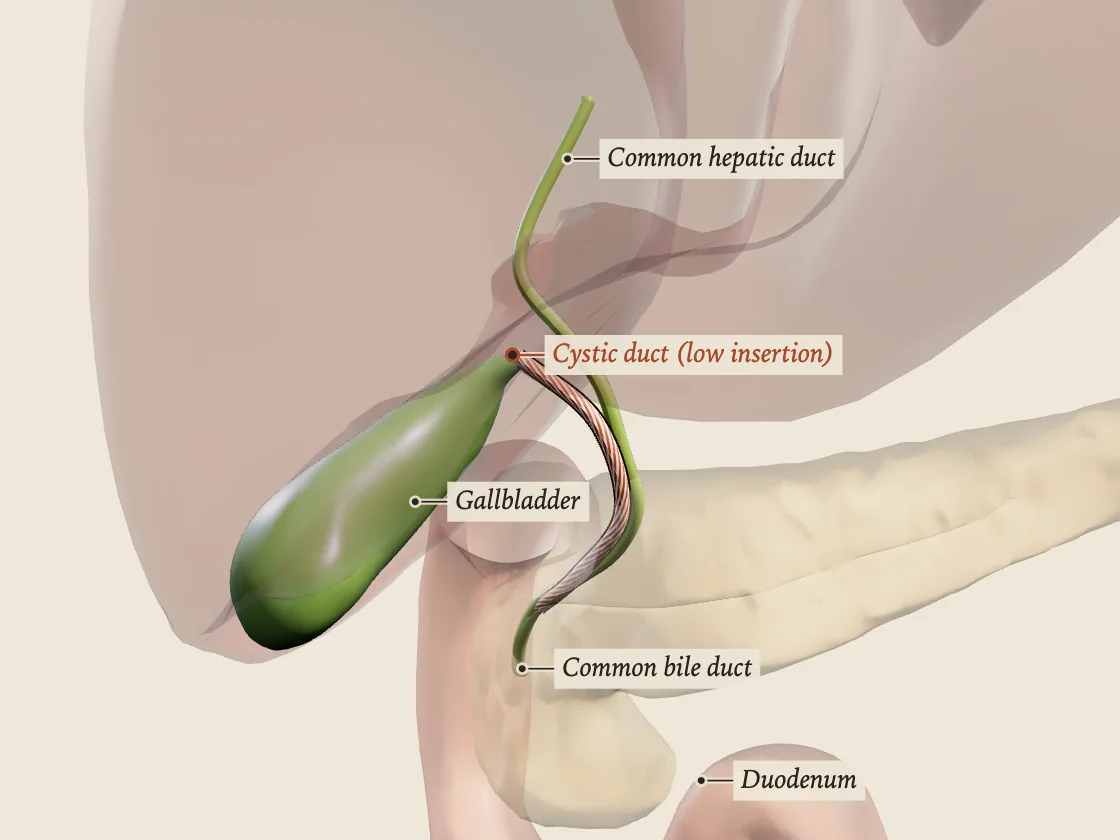 Common hepatic duct
Cystic duct (low insertion)
Gallbladder
Common bile duct
Duodenum